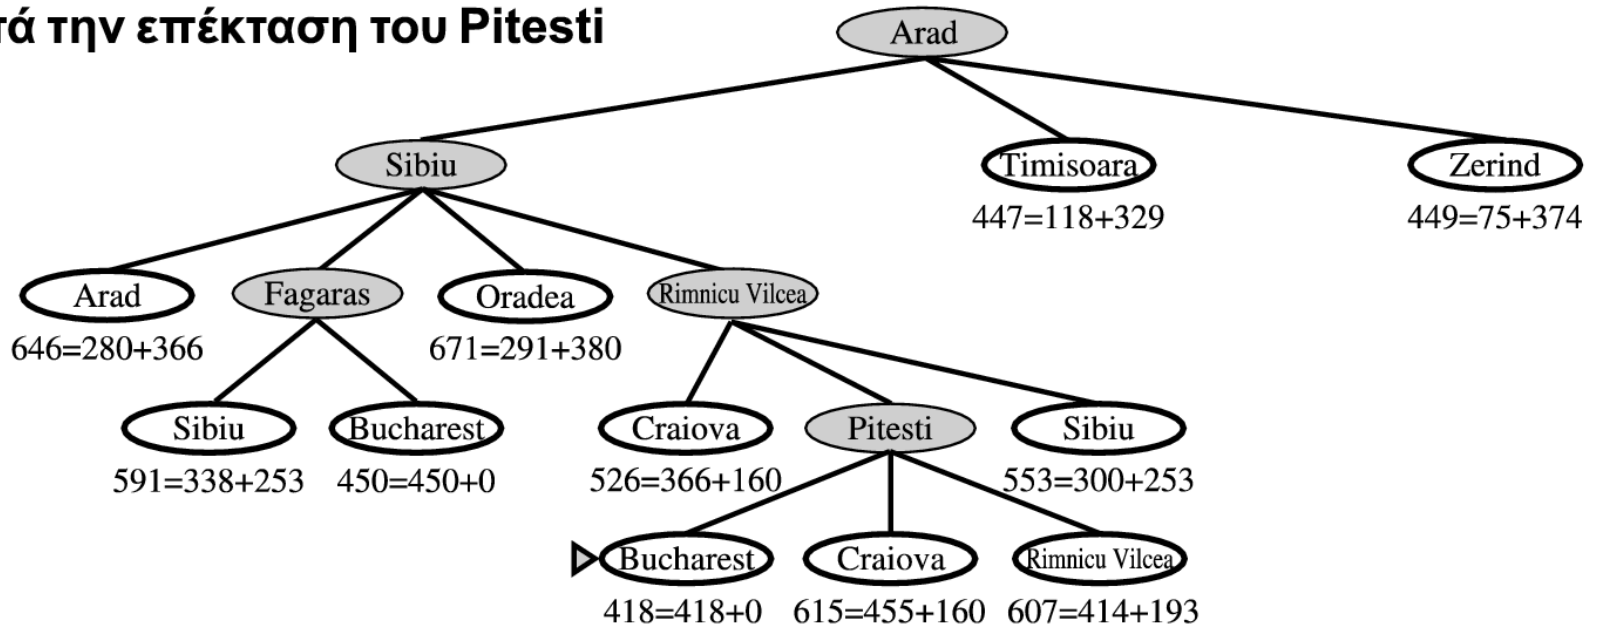 τά την επέκταση του Pitesti
Arad
Sibiu
Timisoara
Zerind
447=118+329
449=75+374
Arad
Fagaras
Oradea
Rimnicu Vilcea
646=280+366
671=291+380
Sibiu
Bucharest
Craiova
Pitesti
Sibiu
591=338+253
450=450+0
526=366+160
553=300+253
Bucharest
Craiova
Rimnicu Vilcea
418=418+0
615=455+160
607=414+193